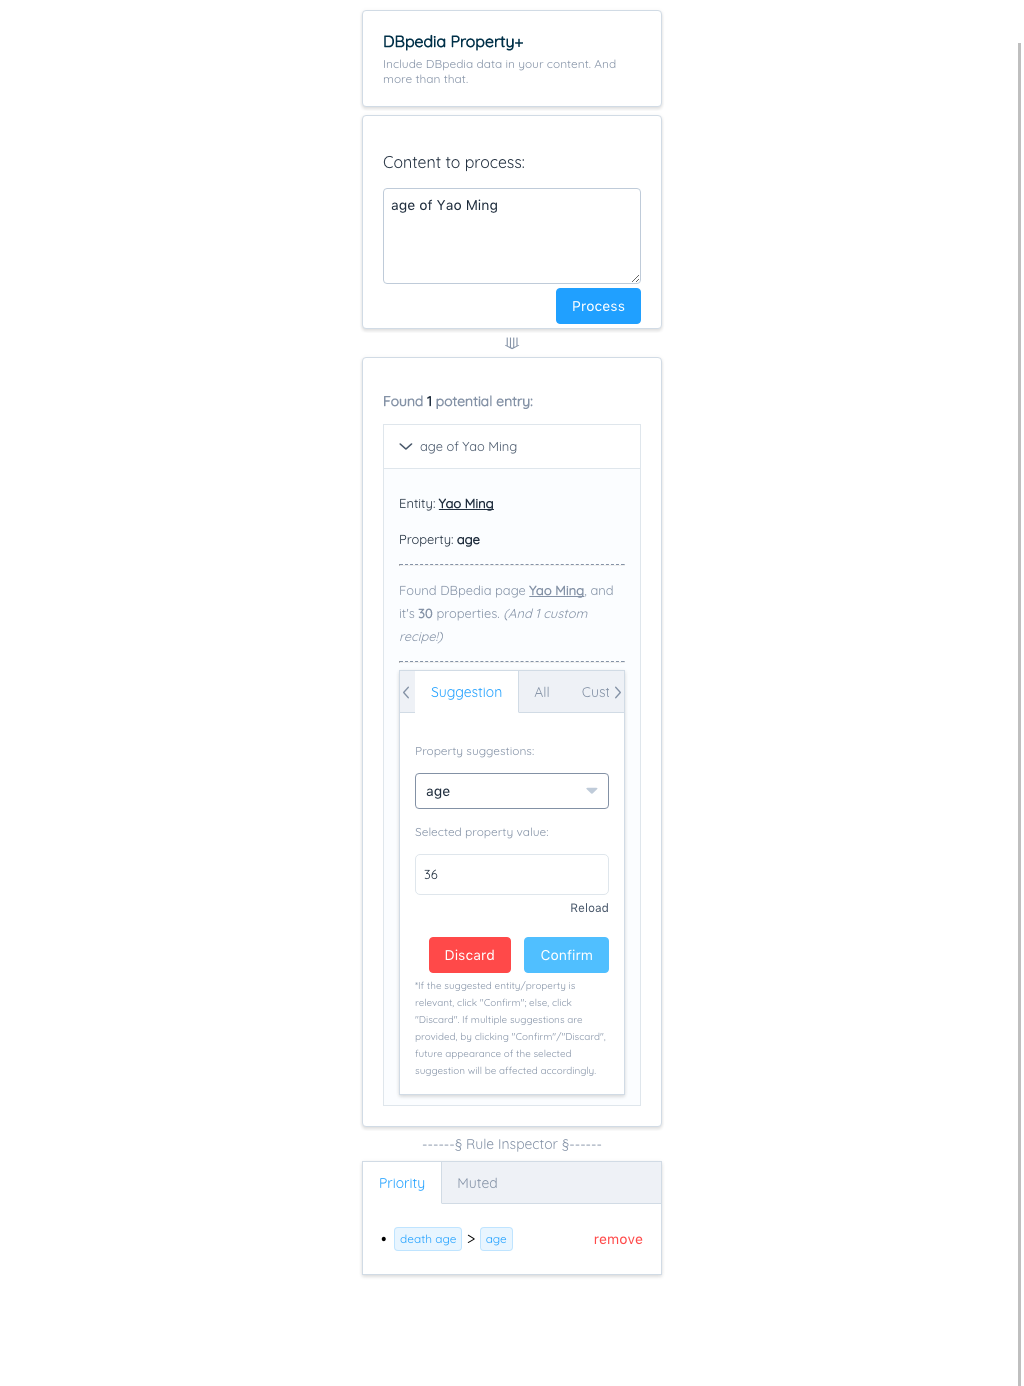 DBpedia Property+
Include DBpedia data in your content. And
more than that.
Content to process:
age of Yao Ming
Process
Found 1 potential entry:
age of Yao Ming
Entity: Yao Ming
Property: age
Found DBpedia page Yao Ming, and
it's 30 properties. (And 1 custom
recipe!)
Suggestion All Cust
Property suggestions:
age
Selected property value:
36
Reload
Discard Confirm
*If the suggested entity/property is
relevant, click "Confirm"; else, click
"Discard". If multiple suggestions are
provided, by clicking "Confirm"/"Discard",
future appearance of the selected
suggestion will be affected accordingly.
------§ Rule Inspector §------
Priority Muted
• death age > age remove